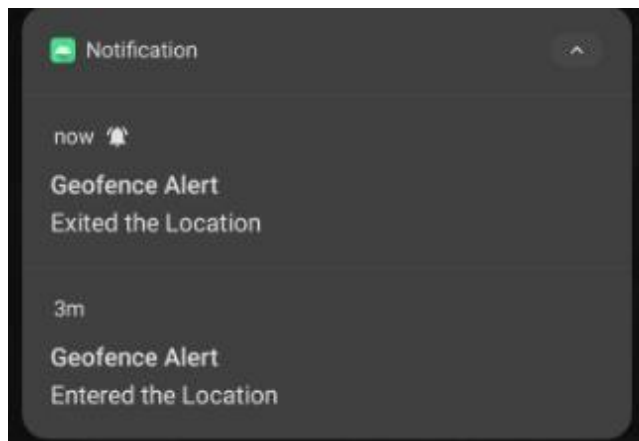 Notification
now
Geofence Alert
Exited the Location
3m
Geofence Alert
Entered the Location